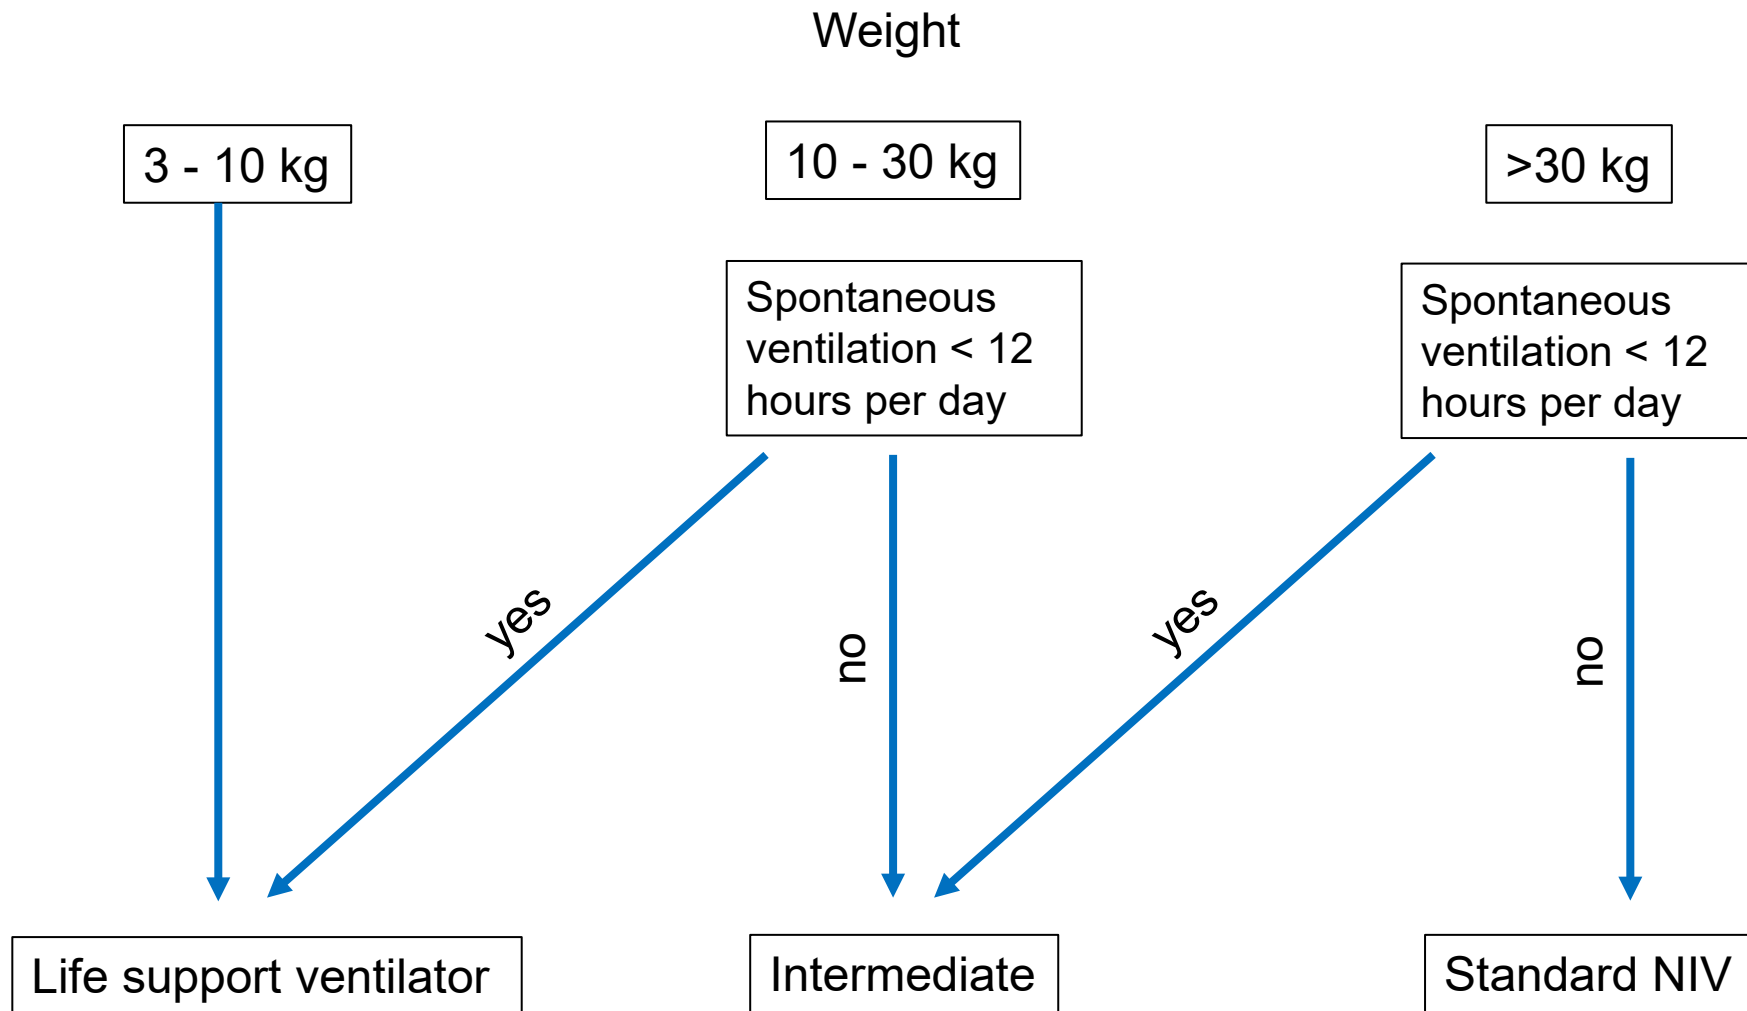 Weight
3 - 10 kg
10 - 30 kg
>30 kg
Spontaneous
ventilation < 12
hours per day
Spontaneous
ventilation < 12
hours per day
yes
no
yes
no
Life support ventilator
Intermediate
Standard NIV